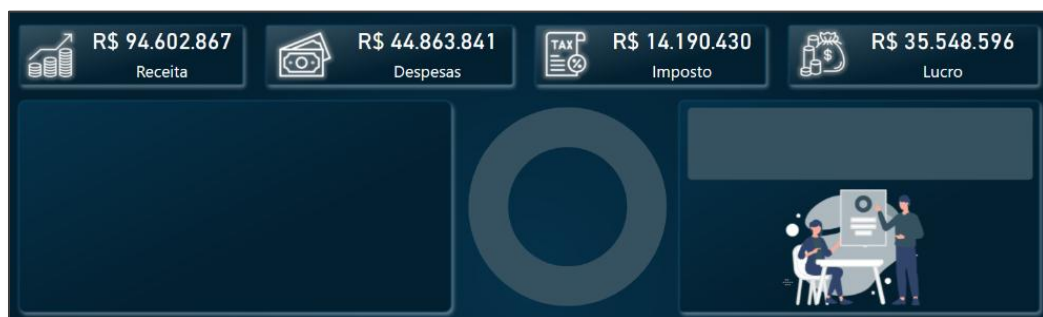 R$ 94.602.867
Receita
R$ 44.863.841
Despesas
TAX
R$ 14.190.430
Imposto
R$ 35.548.596
Lucro